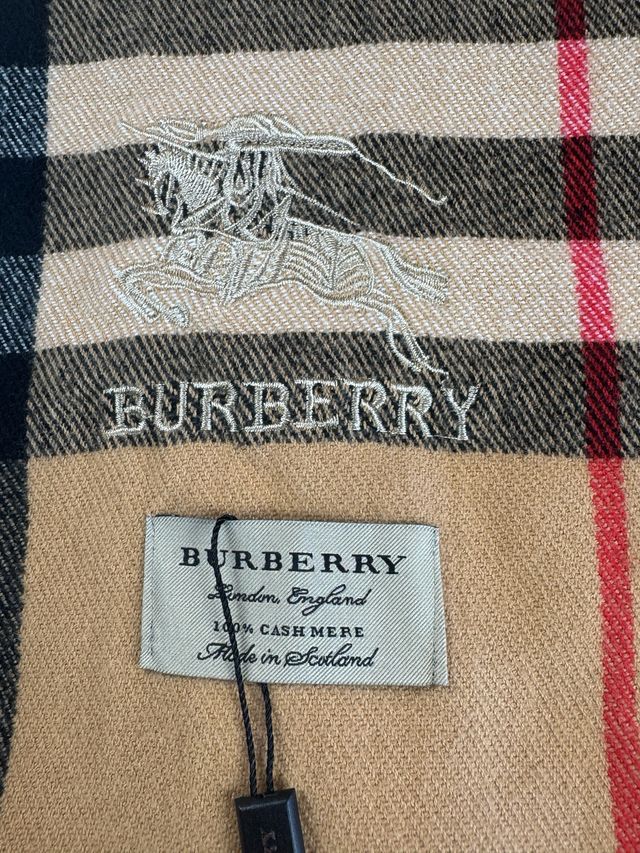 BURBERRY
BURBERRY
London, England
100% CASHMERE
Made in Scotland